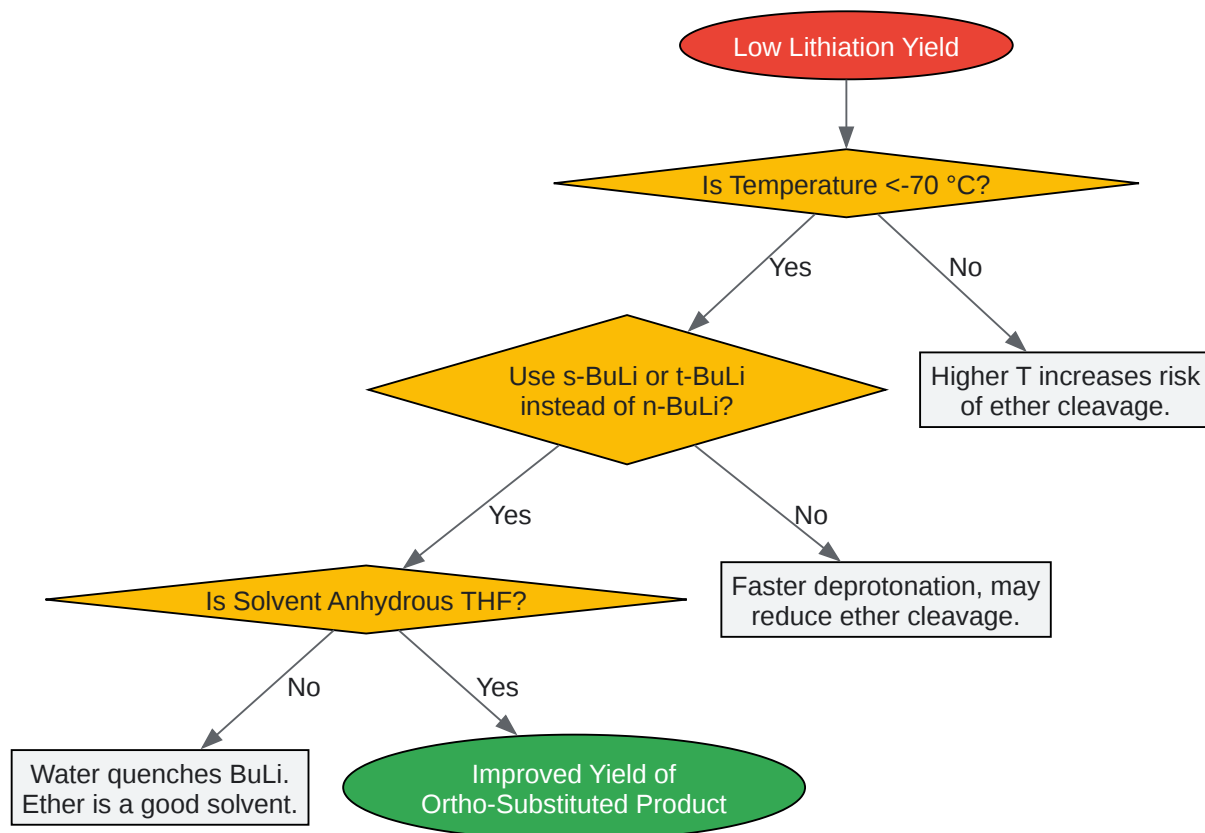 Low Lithiation Yield
Is Temperature <-70 °C?
Yes
No
Use s-BuLi or t-BuLi
instead of n-BuLi?
Higher T increases risk
of ether cleavage.
Yes
No
Is Solvent Anhydrous THF?
Faster deprotonation, may
reduce ether cleavage.
No
Yes
Water quenches BuLi.
Ether is a good solvent.
Improved Yield of
Ortho-Substituted Product